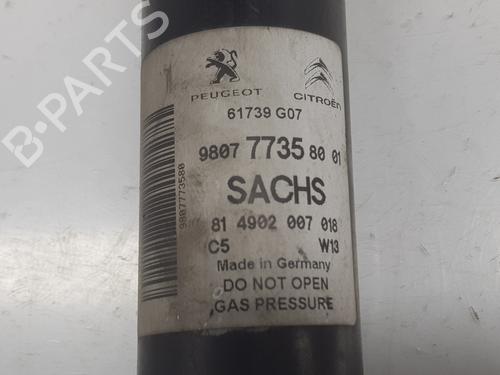 PEUGEOT CITROËN
61739 G07
9807 7735 80 01
SACHS
81 4902 007 018
C5 W13
Made in Germany
DO NOT OPEN
GAS PRESSURE
9807773580
B-PARTS